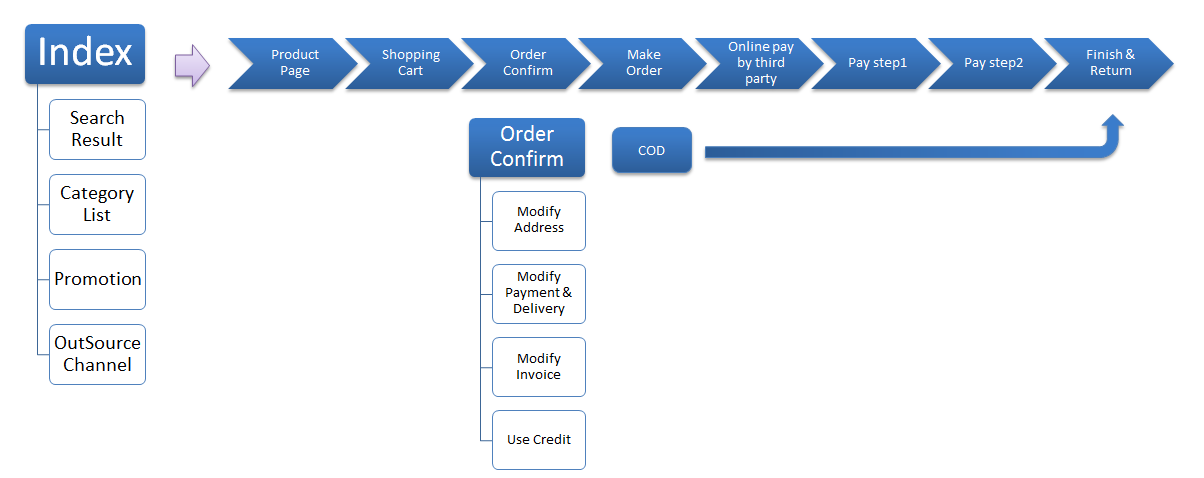 Index
Search
Result
Category
List
Promotion
OutSource
Channel
Product
Page
Shopping
Cart
Order
Confirm
Make
Order
Online pay
by third
party
Pay step1
Pay step2
Finish &
Return
Order
Confirm
Modify
Address
Modify
Payment &
Delivery
Modify
Invoice
Use Credit
COD